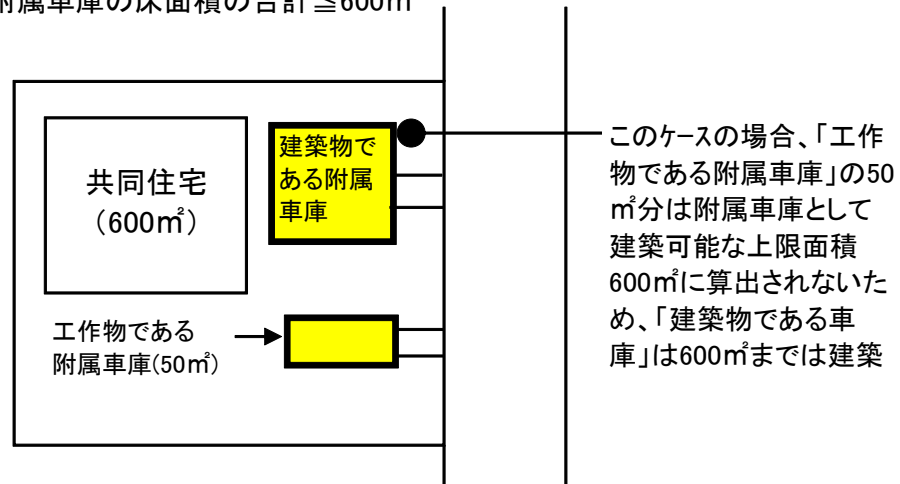 附属車庫の床面積の合計≦600㎡
共同住宅
（600㎡）
建築物で
ある附属
車庫
工作物である
附属車庫(50㎡)
このｹｰｽの場合、「工作
物である附属車庫」の50
㎡分は附属車庫として
建築可能な上限面積
600㎡に算出されないた
め、「建築物である車
庫」は600㎡までは建築